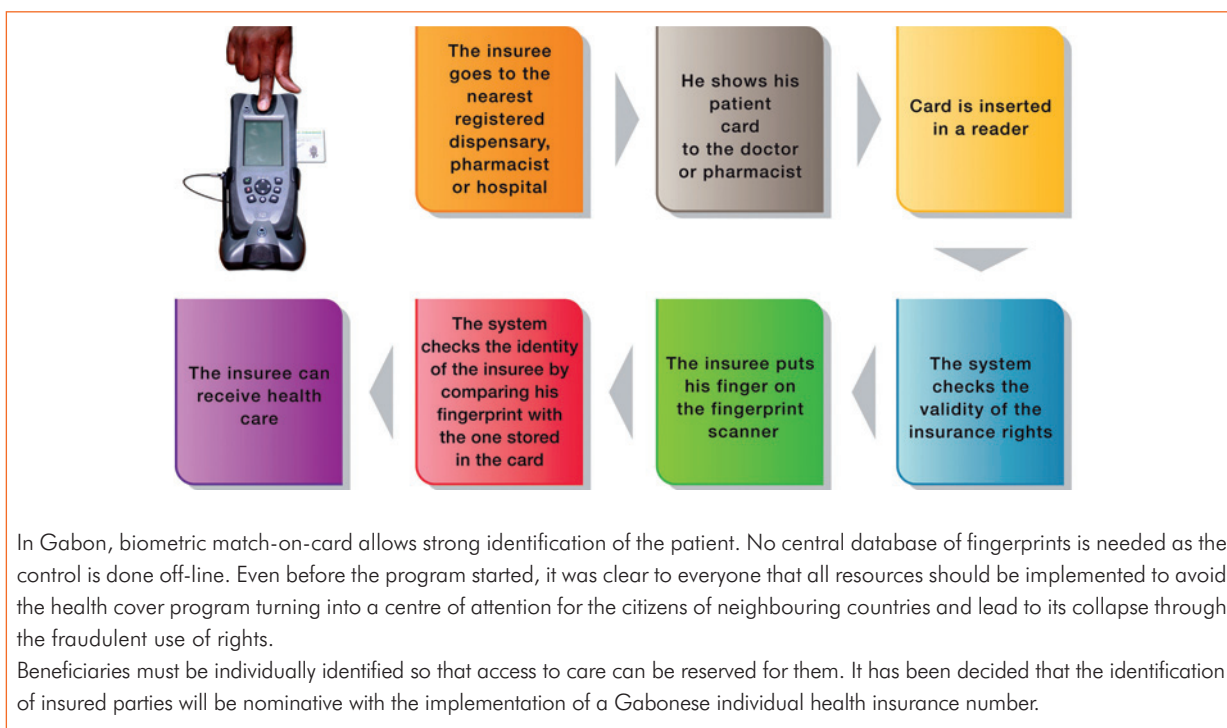 The insuree
goes to the
nearest
registered
dispensary,
pharmacist
or hospital
He shows his
patient
card
to the doctor
or pharmacist
Card is inserted
in a reader
The system
checks the
validity of the
insurance rights
The insuree puts
his finger on
the fingerprint
scanner
The system
checks the identity
of the insuree by
comparing his
fingerprint with
the one stored
in the card
The insuree can
receive health
care
In Gabon, biometric match-on-card allows strong identification of the patient. No central database of fingerprints is needed as the
control is done off-line. Even before the program started, it was clear to everyone that all resources should be implemented to avoid
the health cover program turning into a centre of attention for the citizens of neighbouring countries and lead to its collapse through
the fraudulent use of rights.
Beneficiaries must be individually identified so that access to care can be reserved for them. It has been decided that the identification
of insured parties will be nominative with the implementation of a Gabonese individual health insurance number.